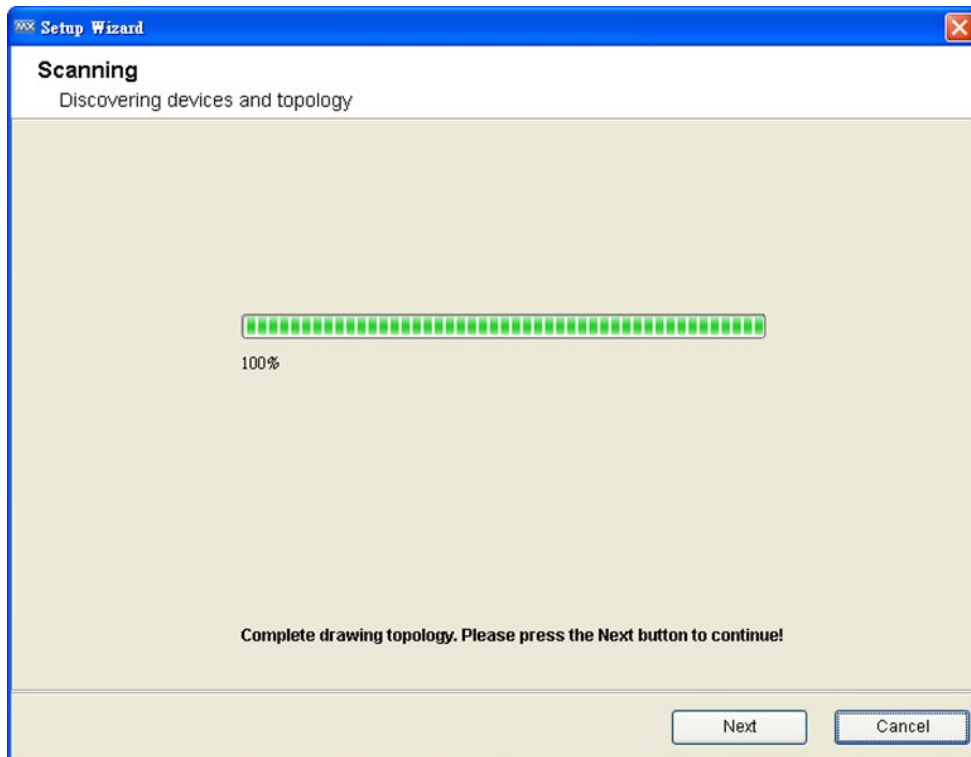 MX Setup Wizard
Scanning
Discovering devices and topology
100%
Complete drawing topology. Please press the Next button to continue!
Next Cancel